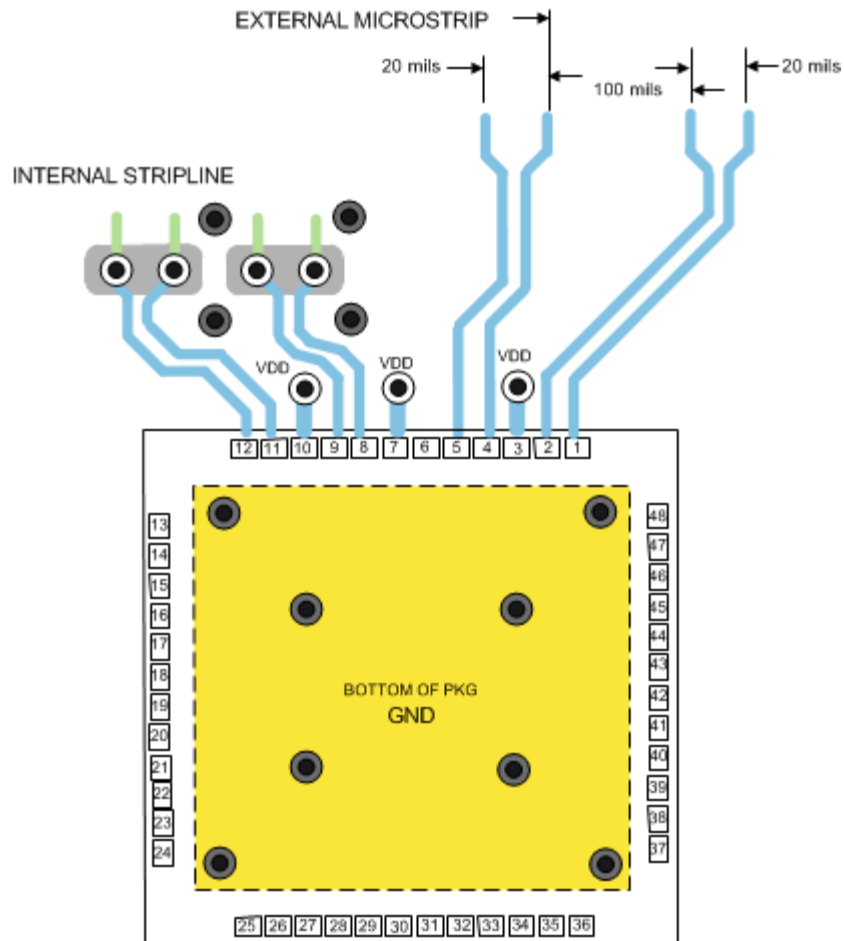 EXTERNAL MICROSTRIP
20 mils
20 mils
100 mils
INTERNAL STRIPLINE
VDD
VDD
VDD
12 11 10 9 8 7 6 5 4 3 2 1
13
14
15
16
17
18
19
20
21
22
23
24
48
47
46
45
44
43
42
41
40
39
38
37
BOTTOM OF PKG
GND
25 26 27 28 29 30 31 32 33 34 35 36